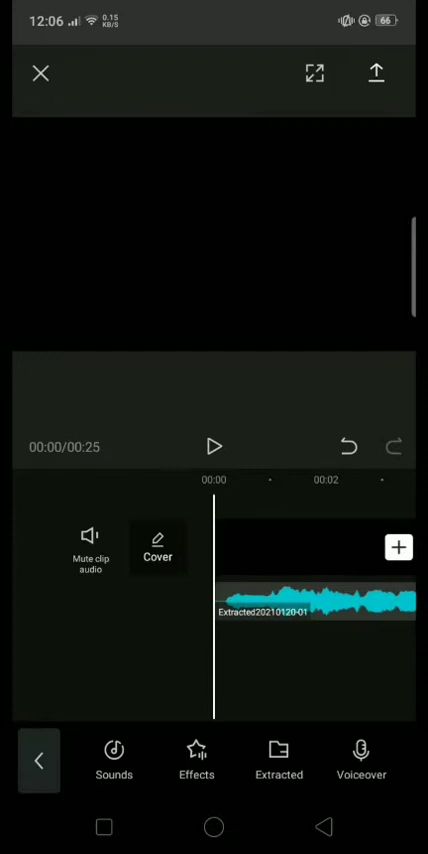 12:06
0.15
KB/S
66
00:00/00:25
00:00
00:02
Mute clip
audio
Cover
Extracted20210120-01
Sounds
Effects
Extracted
Voiceover